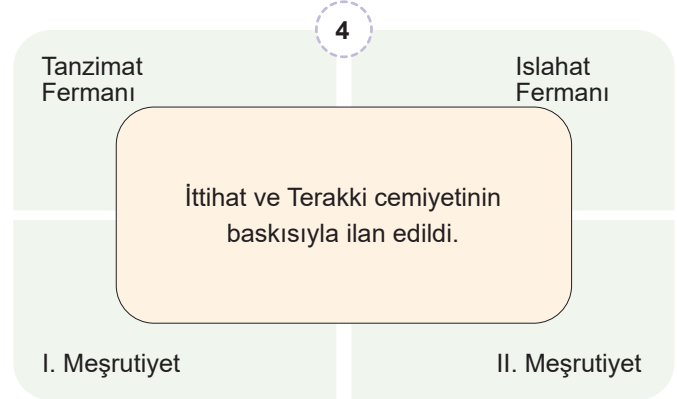 4
Tanzimat
Fermanı
Islahat
Fermanı
İttihat ve Terakki cemiyetinin
baskısıyla ilan edildi.
I. Meşrutiyet
II. Meşrutiyet